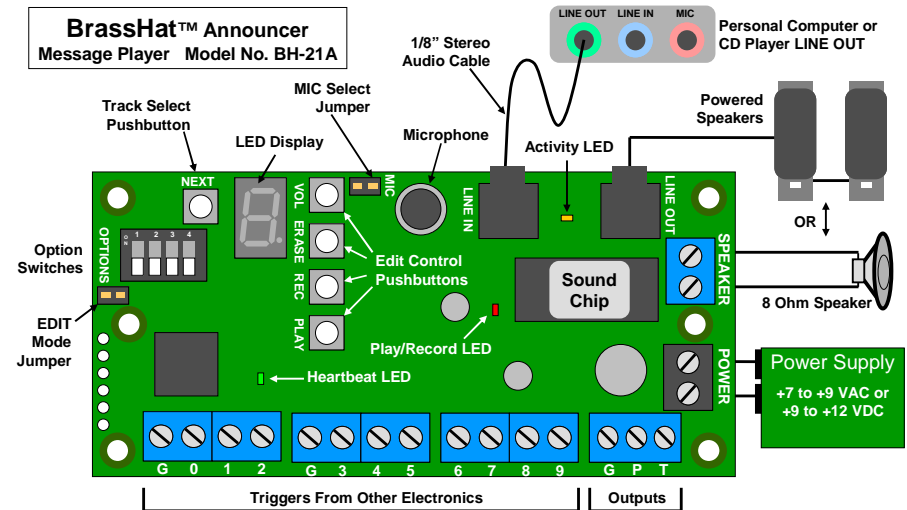 BrassHat™ Announcer
Message Player Model No. BH-21A
LINE OUT LINE IN MIC
Personal Computer or
CD Player LINE OUT
1/8” Stereo
Audio Cable
MIC Select
Jumper
Track Select
Pushbutton
LED Display
Microphone
Activity LED
Powered
Speakers
OR
NEXT
VOL
MIC
LINE IN
LINE OUT
ERASE
REC
PLAY
OPTIONS
ON
1 2 3 4
Option
Switches
EDIT
Mode
Jumper
Edit Control
Pushbuttons
Sound
Chip
SPEAKER
8 Ohm Speaker
Play/Record LED
Heartbeat LED
POWER
Power Supply
+7 to +9 VAC or
+9 to +12 VDC
G 0 1 2 G 3 4 5 6 7 8 9 G P T
Triggers From Other Electronics
Outputs